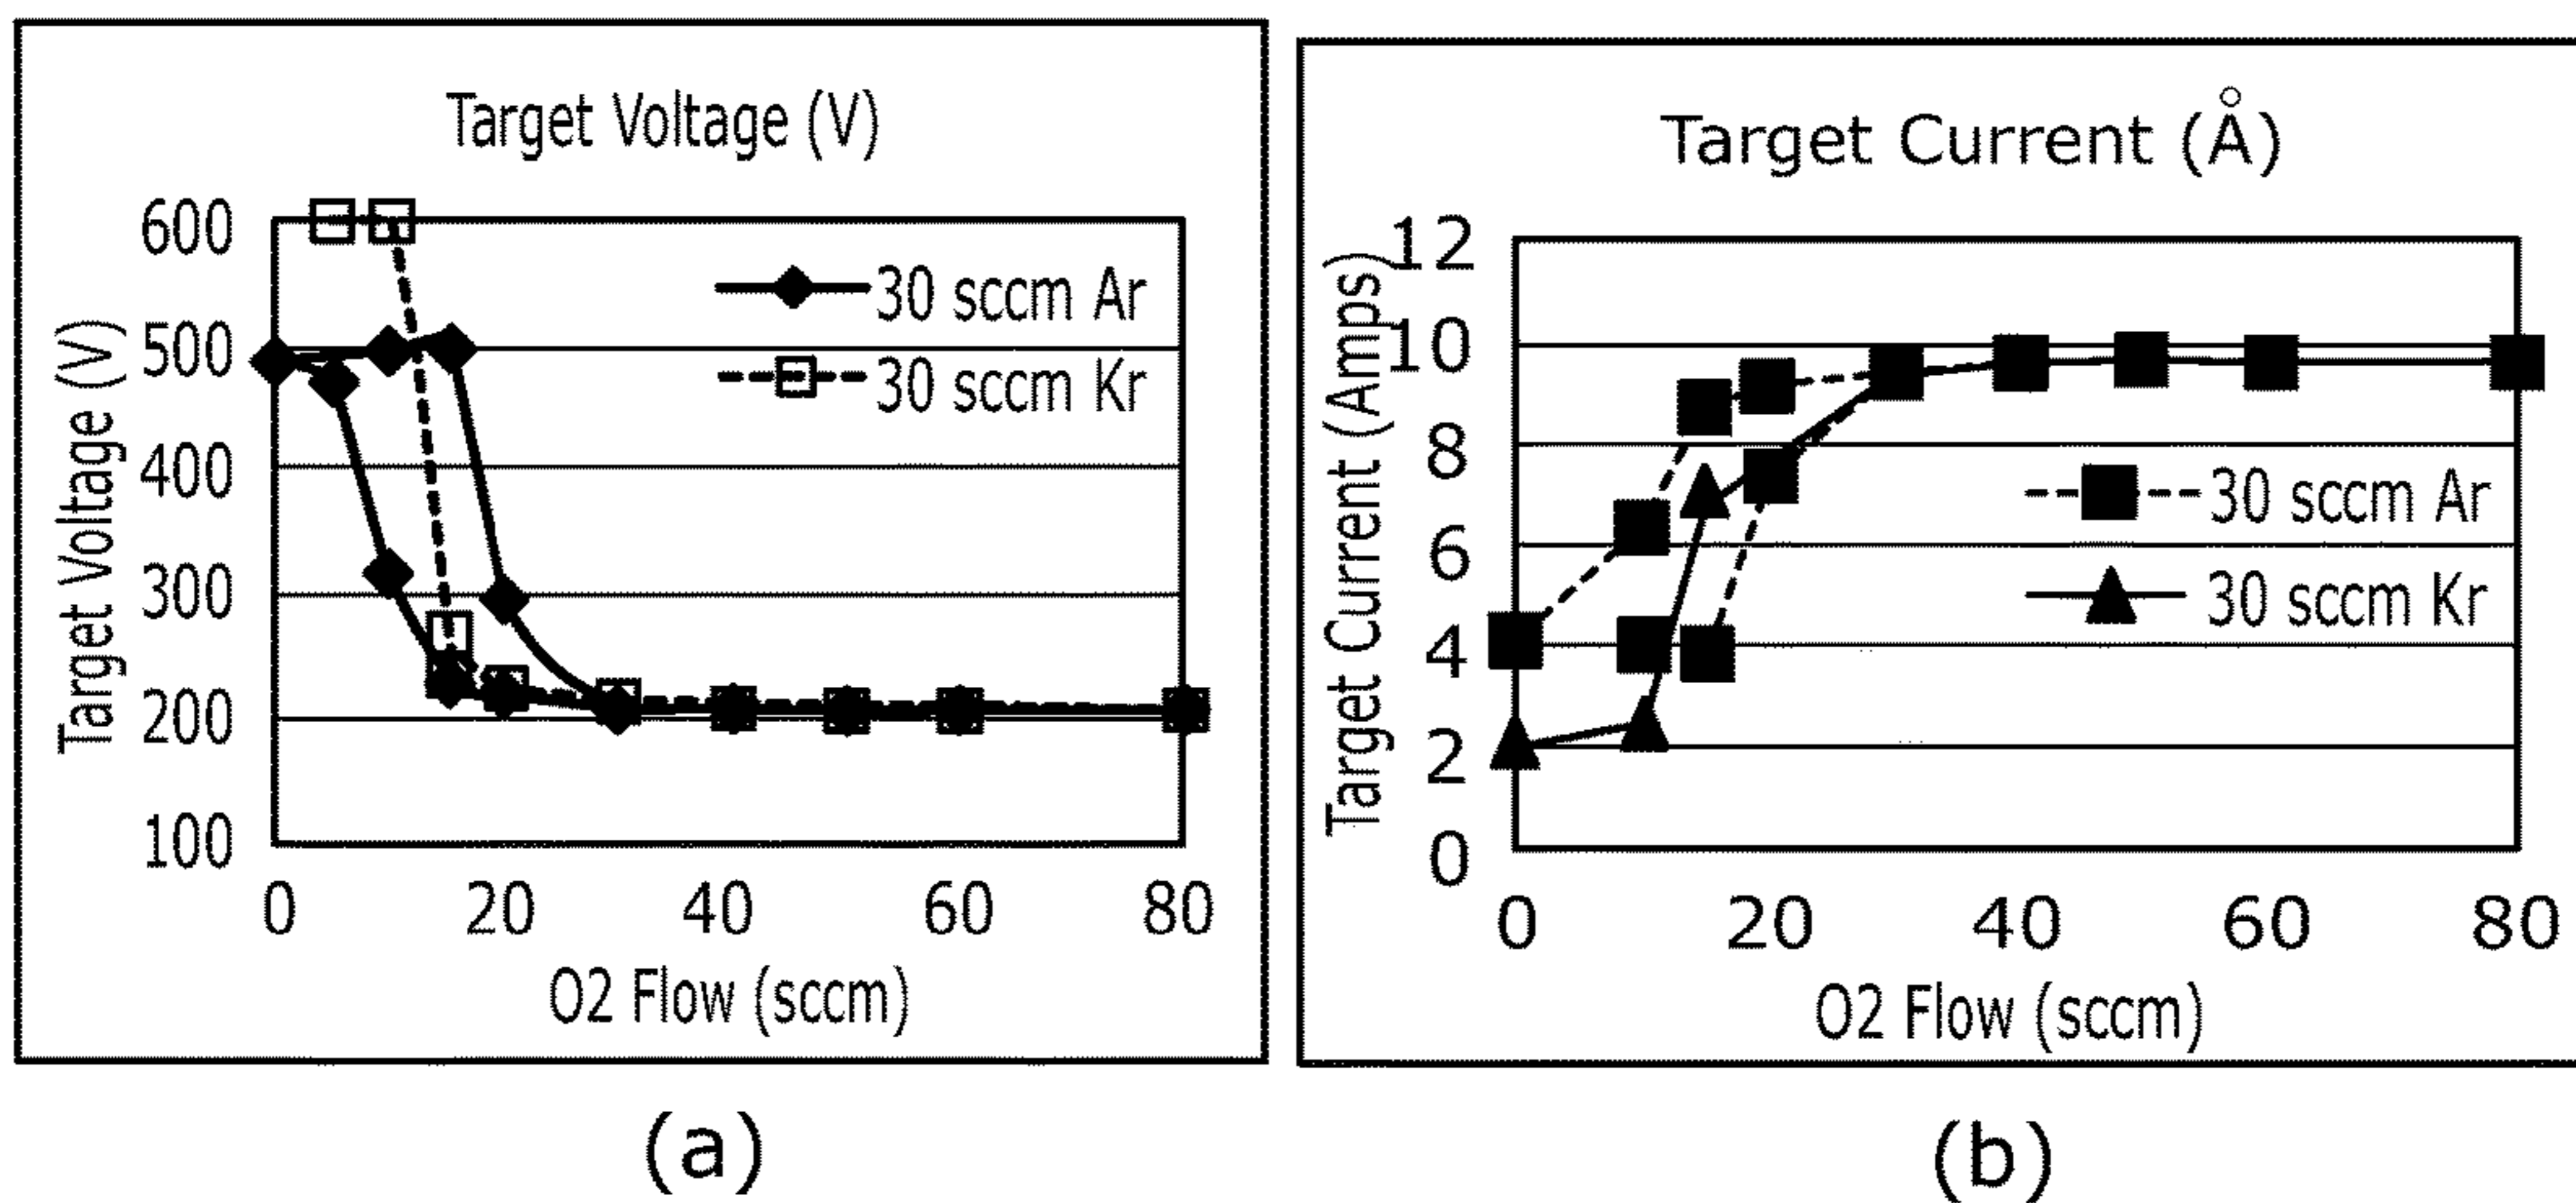 Target Voltage (V)
Target Voltage (V)
600
500
400
300
200
100
30 sccm Ar
30 sccm Kr
0 20 40 60 80
O2 Flow (sccm)
(a)
Target Current (Å)
Target Current (Amps)
12
10
8
6
4
2
0
30 sccm Ar
30 sccm Kr
0 20 40 60 80
O2 Flow (sccm)
(b)